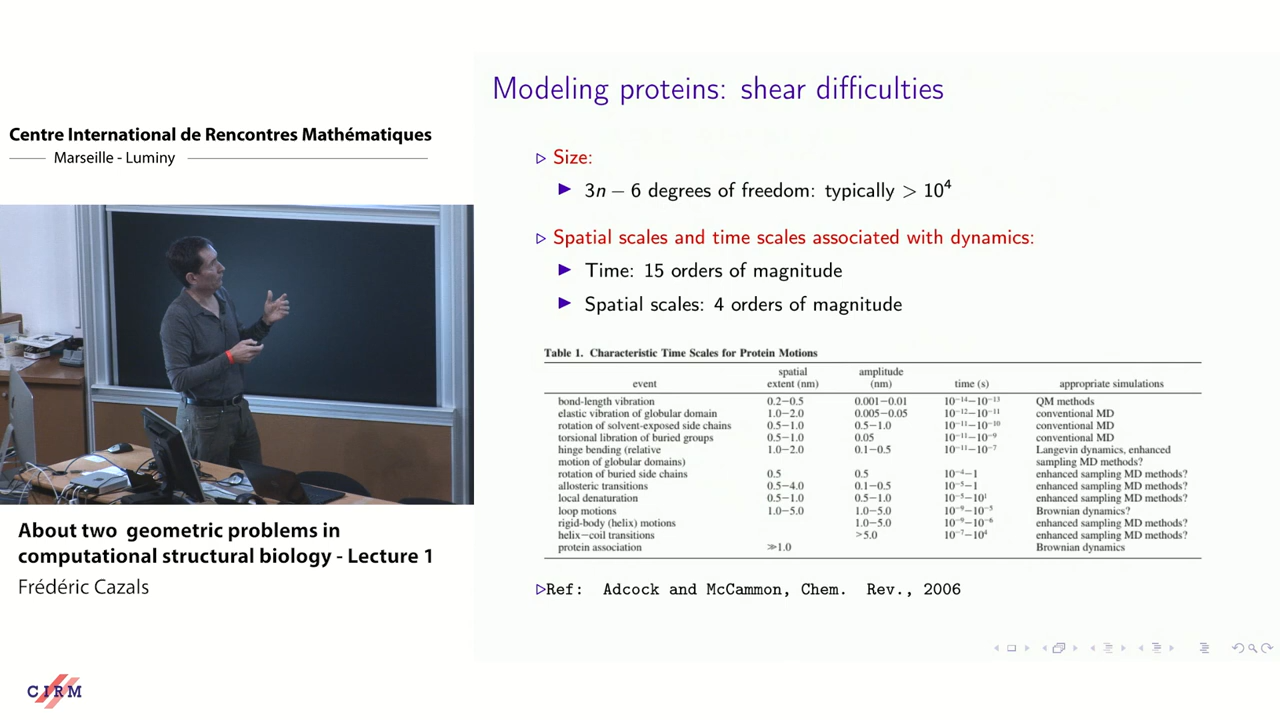 Centre International de Rencontres Mathématiques
Marseille - Luminy
About two geometric problems in
computational structural biology - Lecture 1
Frédéric Cazals
CIRM
Modeling proteins: shear difficulties
▷ Size:
▶ 3n − 6 degrees of freedom: typically > 10⁴
▷ Spatial scales and time scales associated with dynamics:
▶ Time: 15 orders of magnitude
▶ Spatial scales: 4 orders of magnitude
Table 1. Characteristic Time Scales for Protein Motions
event spatial extent (nm) amplitude (nm) time (s) appropriate simulations
bond-length vibration 0.2−0.5 0.001−0.01 10⁻¹⁴−10⁻¹³ QM methods
elastic vibration of globular domain 1.0−2.0 0.005−0.05 10⁻¹²−10⁻¹¹ conventional MD
rotation of solvent-exposed side chains 0.5−1.0 0.5−1.0 10⁻¹¹−10⁻¹⁰ conventional MD
torsional libration of buried groups 0.5−1.0 0.05 10⁻¹¹−10⁻⁹ conventional MD
hinge bending (relative 1.0−2.0 0.1−0.5 10⁻¹¹−10⁻⁷ Langevin dynamics, enhanced
motion of globular domains) sampling MD methods?
rotation of buried side chains 0.5 0.5 10⁻⁴−1 enhanced sampling MD methods?
allosteric transitions 0.5−4.0 0.1−0.5 10⁻⁵−1 enhanced sampling MD methods?
local denaturation 0.5−1.0 0.5−1.0 10⁻⁵−10¹ enhanced sampling MD methods?
loop motions 1.0−5.0 1.0−5.0 10⁻⁹−10⁻⁵ Brownian dynamics?
rigid-body (helix) motions 1.0−5.0 10⁻⁹−10⁻⁶ enhanced sampling MD methods?
helix−coil transitions >5.0 10⁻⁷−10⁴ enhanced sampling MD methods?
protein association ≫1.0 Brownian dynamics
▷Ref: Adcock and McCammon, Chem. Rev., 2006